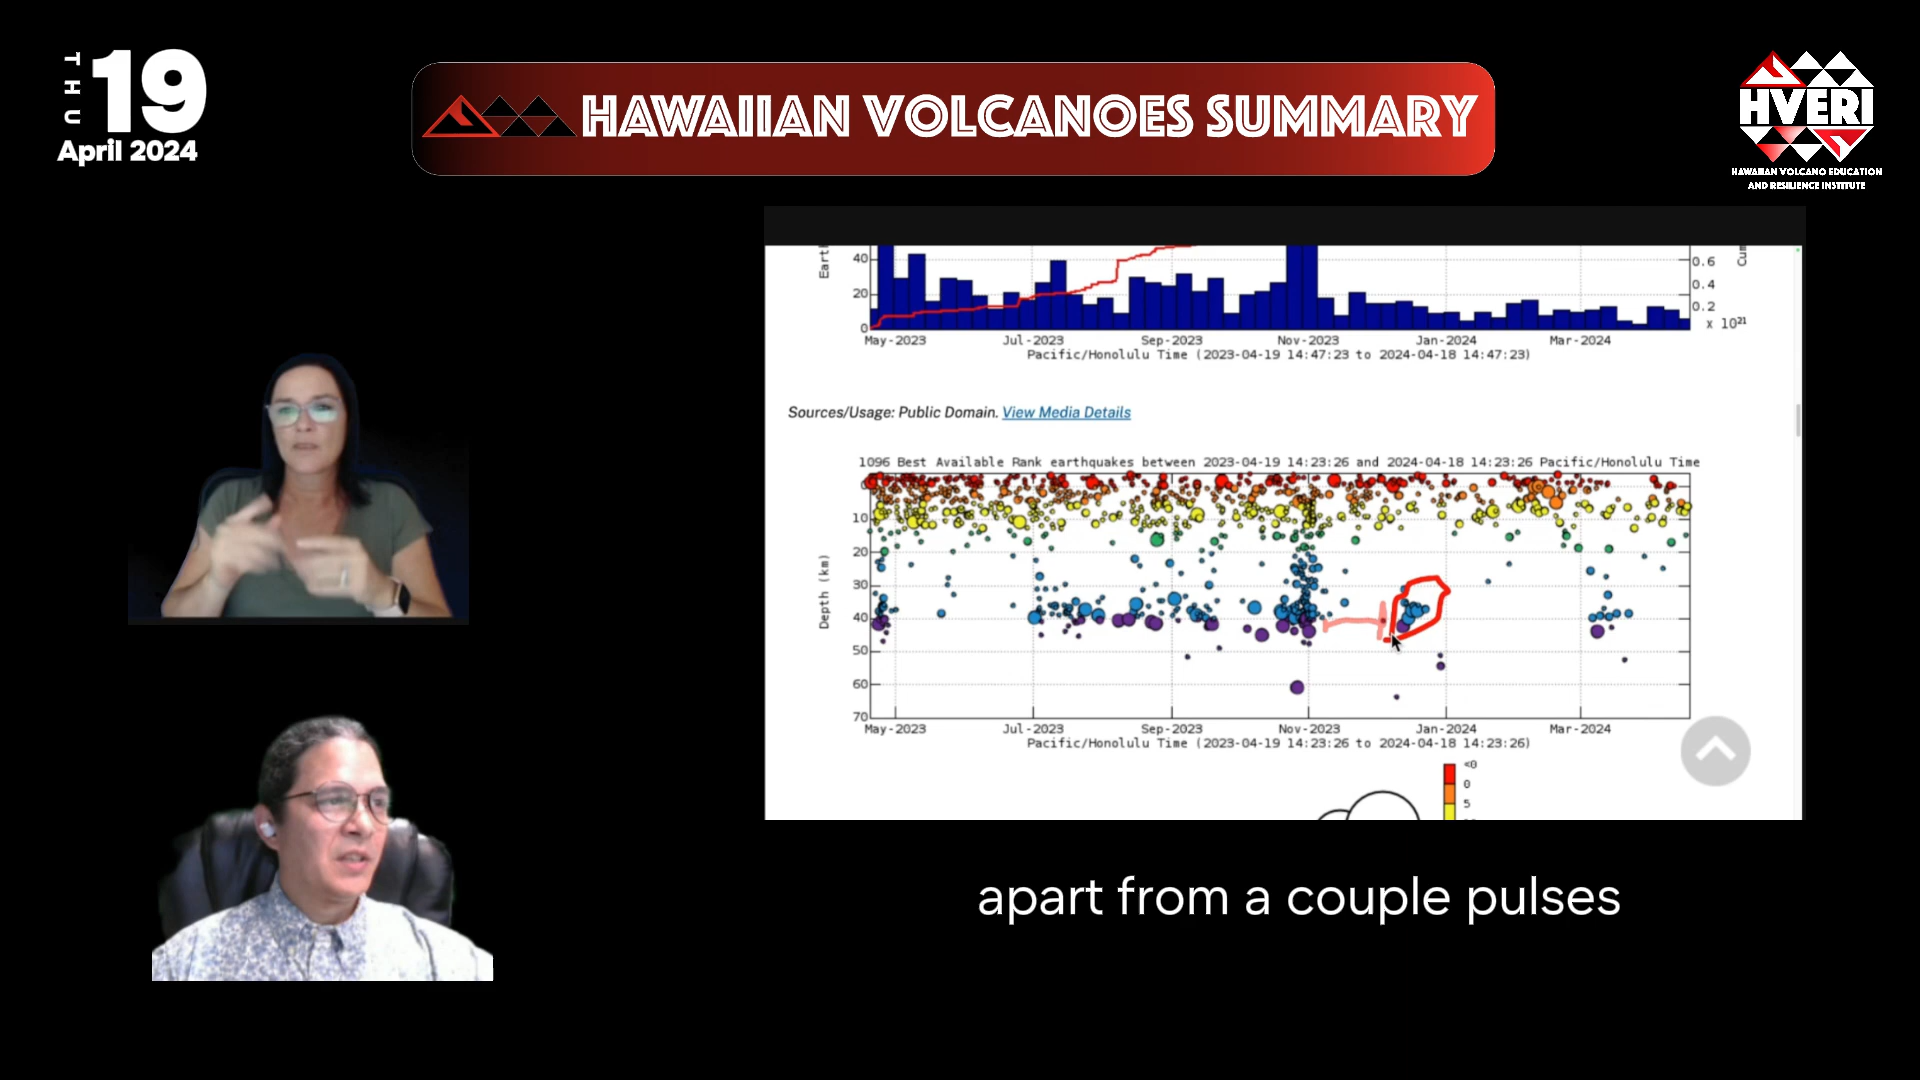 THU
19
April 2024
HAWAIIAN VOLCANOES SUMMARY
HVERI
HAWAIIAN VOLCANO EDUCATION
AND RESILIENCE INSTITUTE
40
20
0
0.6
0.4
0.2
x 10²¹
May-2023 Jul-2023 Sep-2023 Nov-2023 Jan-2024 Mar-2024
Pacific/Honolulu Time (2023-04-19 14:47:23 to 2024-04-18 14:47:23)
Sources/Usage: Public Domain. View Media Details
1096 Best Available Rank earthquakes between 2023-04-19 14:23:26 and 2024-04-18 14:23:26 Pacific/Honolulu Time
Depth (km)
0
10
20
30
40
50
60
70
May-2023 Jul-2023 Sep-2023 Nov-2023 Jan-2024 Mar-2024
Pacific/Honolulu Time (2023-04-19 14:23:26 to 2024-04-18 14:23:26)
<0
0
5
apart from a couple pulses